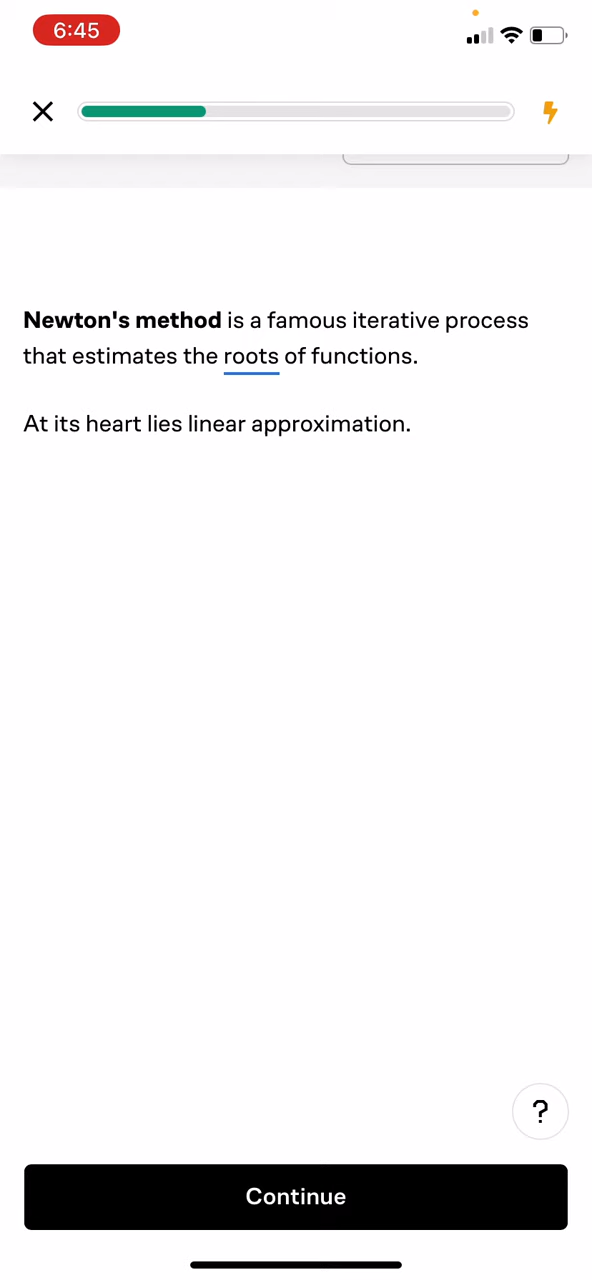 6:45
Newton's method is a famous iterative process
that estimates the roots of functions.
At its heart lies linear approximation.
?
Continue